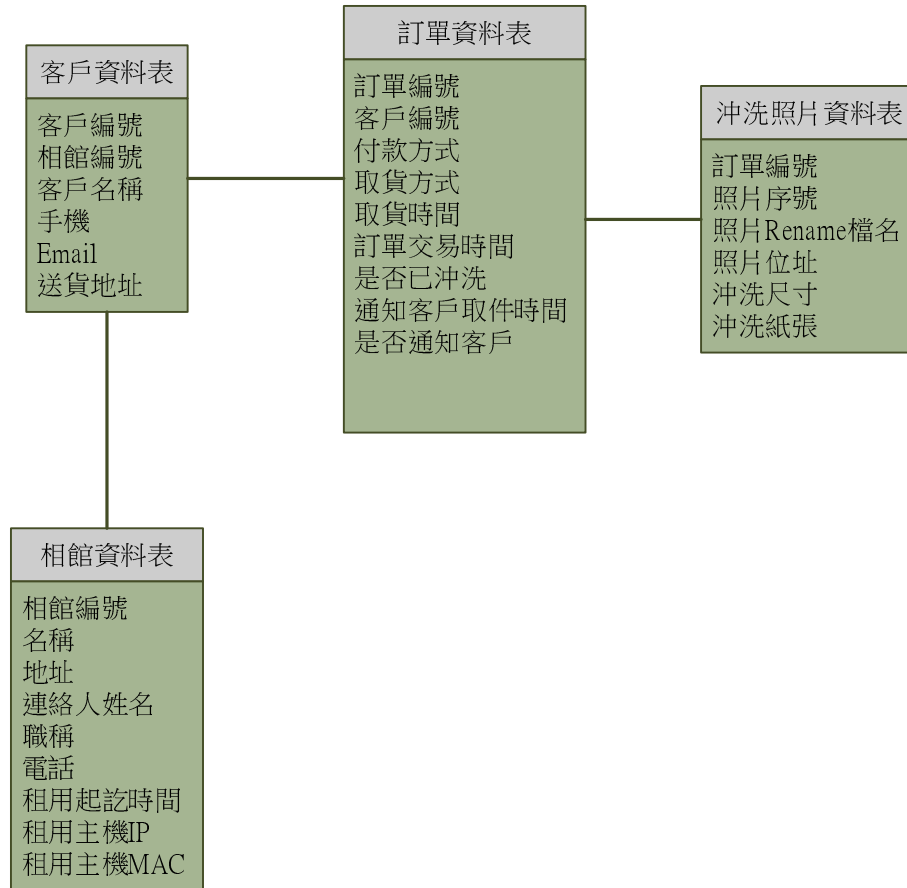 客戶資料表
客戶編號
相館編號
客戶名稱
手機
Email
送貨地址
訂單資料表
訂單編號
客戶編號
付款方式
取貨方式
取貨時間
訂單交易時間
是否已沖洗
通知客戶取件時間
是否通知客戶
沖洗照片資料表
訂單編號
照片序號
照片Rename檔名
照片位址
沖洗尺寸
沖洗紙張
相館資料表
相館編號
名稱
地址
連絡人姓名
職稱
電話
租用起訖時間
租用主機IP
租用主機MAC